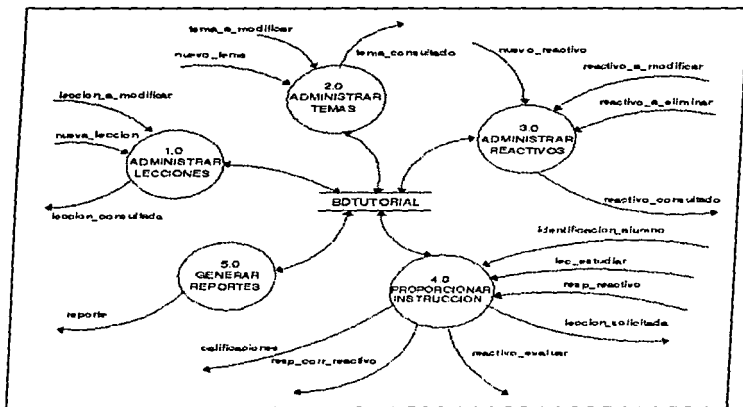 tema_a_modificar
nuevo_tema
tema_consultado
nuevo_reactivo
reactivo_a_modificar
reactivo_a_eliminar
leccion_a_modificar
nueva_leccion
leccion_consultada
2.0
ADMINISTRAR
TEMAS
3.0
ADMINISTRAR
REACTIVOS
1.0
ADMINISTRAR
LECCIONES
reactivo_consultado
BDTUTORIAL
identificacion_alumno
lec_estudiar
resp_reactivo
leccion_solicitada
5.0
GENERAR
REPORTES
4.0
PROPORCIONAR
INSTRUCCION
reporte
calificaciones
resp_corr_reactivo
reactivo_evaluar